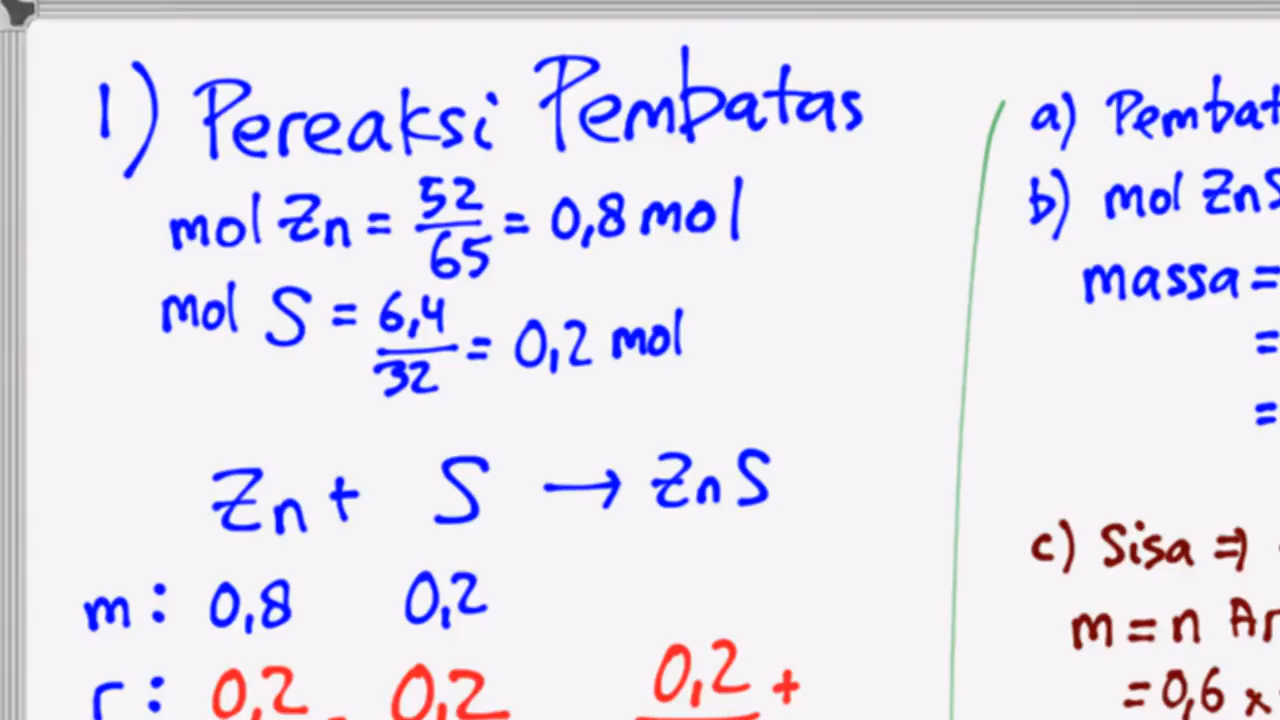 1) Pereaksi Pembatas
mol Zn = 52/65 = 0,8 mol
mol S = 6,4/32 = 0,2 mol
Zn + S → ZnS
m : 0,8 0,2
r : 0,2 - 0,2 0,2 +
a)
b) mol ZnS
massa =
=
=
c) Sisa ⇒
m = n Ar
= 0,6 ×